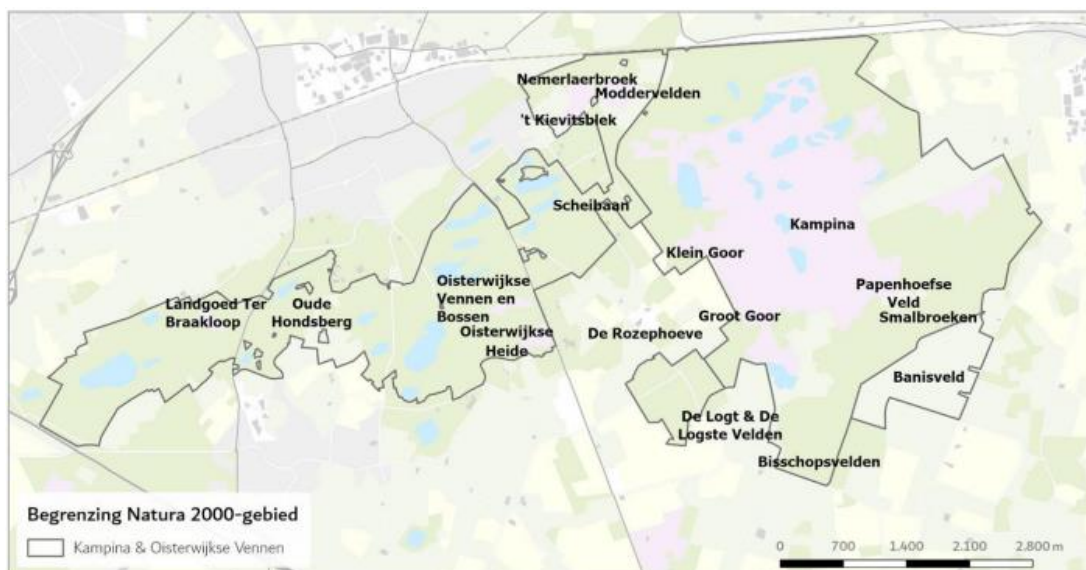 Nemerlaerbroek
Moddervelden
't Kievitsblek
Scheibaan
Kampina
Klein Goor
Oisterwijkse
Vennen en
Bossen
Papenhoefse
Veld
Smalbroeken
Landgoed Ter
Braakloop
Oude
Hondsberg
Groot Goor
Oisterwijkse
Heide
De Rozephoeve
Banisveld
De Logt & De
Logste Velden
Bisschopsvelden
Begrenzing Natura 2000-gebied
Kampina & Oisterwijkse Vennen
0 700 1.400 2.100 2.800 m